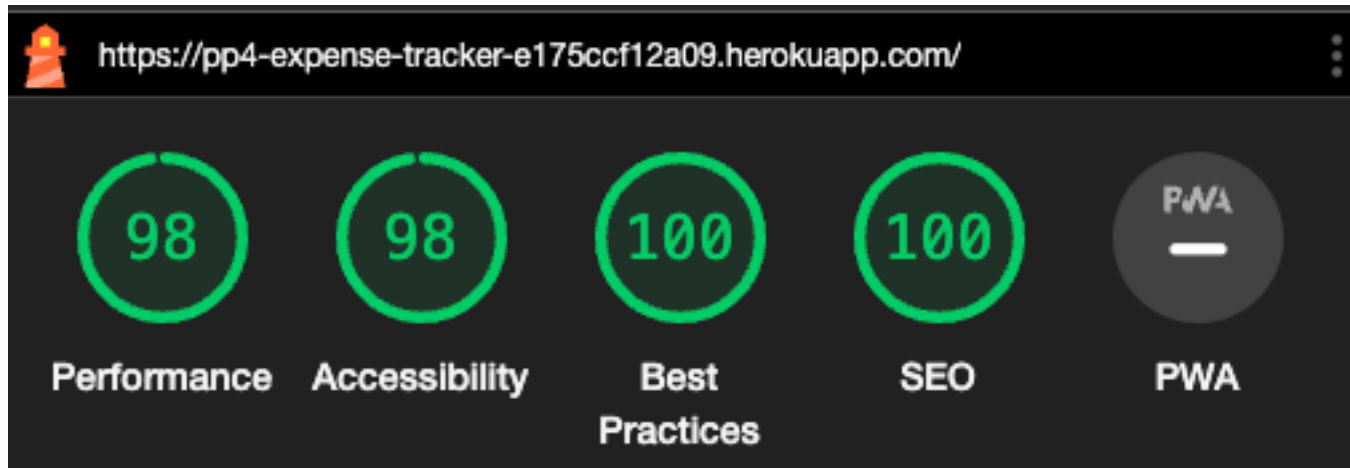 https://pp4-expense-tracker-e175ccf12a09.herokuapp.com/
98
98
100
100
PWA
Performance
Accessibility
Best
Practices
SEO
PWA